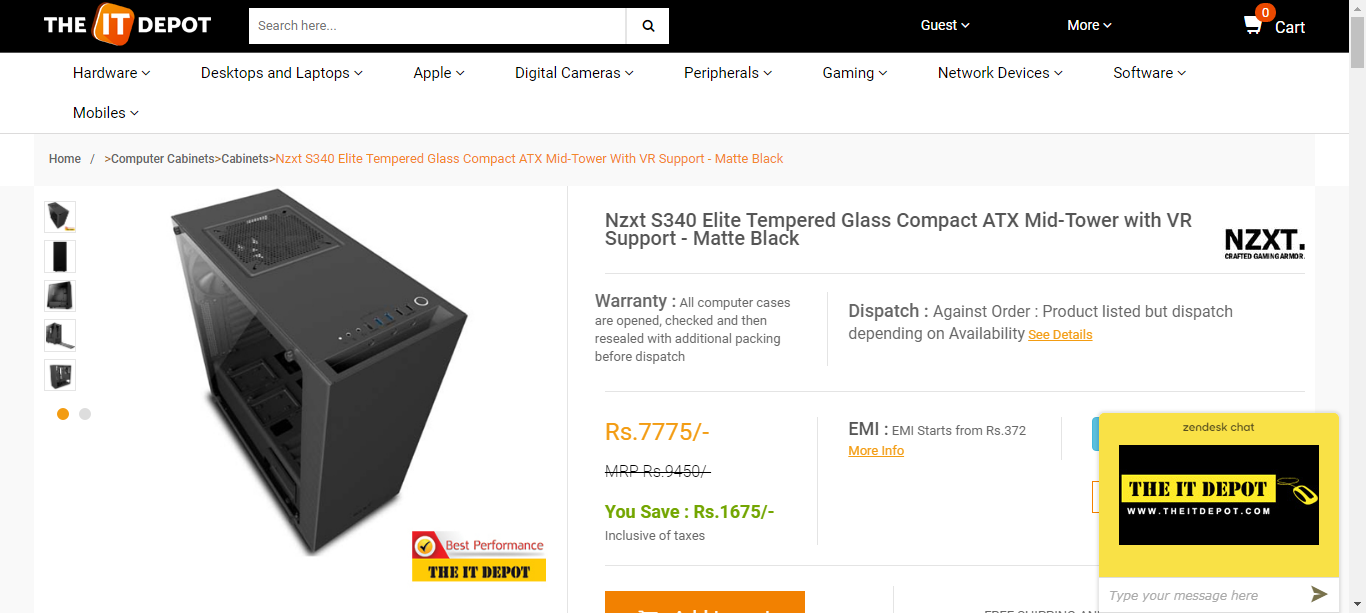 THE IT DEPOT
Search here...
Guest
More
0
Cart
Hardware
Desktops and Laptops
Apple
Digital Cameras
Peripherals
Gaming
Network Devices
Software
Mobiles
Home / >Computer Cabinets>Cabinets>Nzxt S340 Elite Tempered Glass Compact ATX Mid-Tower With VR Support - Matte Black
Nzxt S340 Elite Tempered Glass Compact ATX Mid-Tower with VR
Support - Matte Black
NZXT.
CRAFTED GAMING ARMOR.
Warranty : All computer cases
are opened, checked and then
resealed with additional packing
before dispatch
Dispatch : Against Order : Product listed but dispatch
depending on Availability See Details
Rs.7775/-
MRP Rs.9450/-
You Save : Rs.1675/-
Inclusive of taxes
EMI : EMI Starts from Rs.372
More Info
Best Performance
THE IT DEPOT
zendesk chat
THE IT DEPOT
WWW.THEITDEPOT.COM
Type your message here